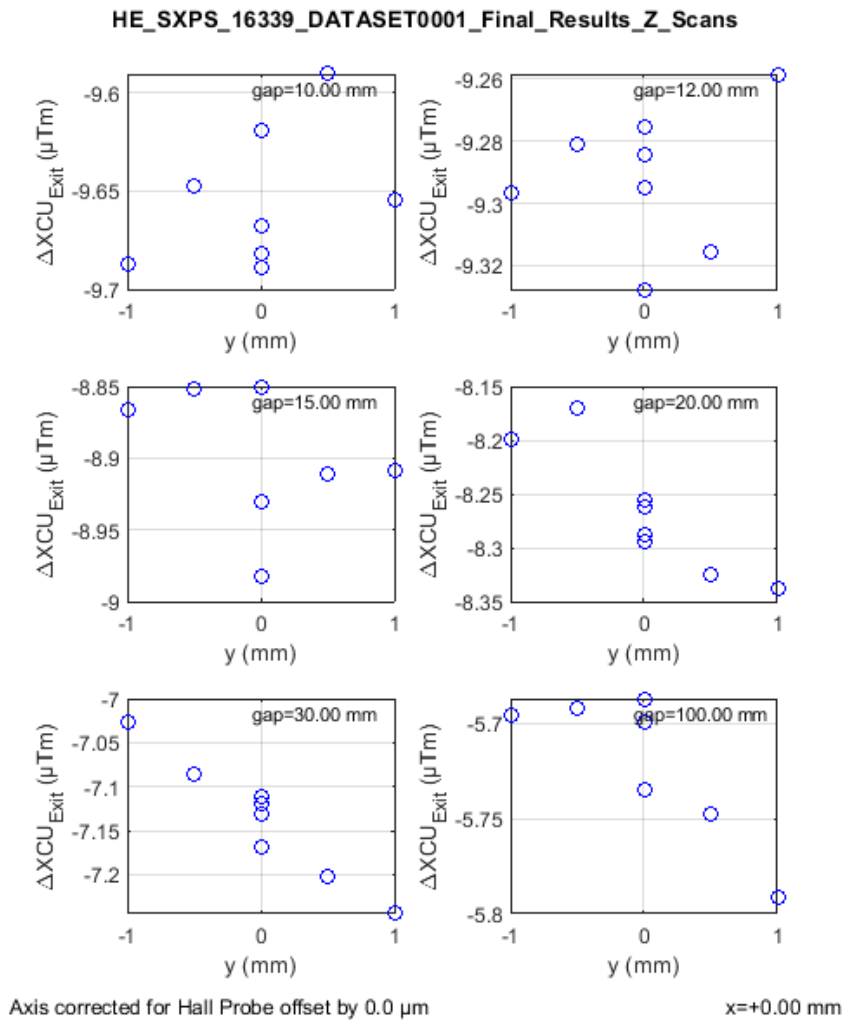 HE_SXPS_16339_DATASET0001_Final_Results_Z_Scans
gap=10.00 mm
-9.6
-9.65
-9.7
ΔXCU_Exit (µTm)
-1 0 1
y (mm)
gap=12.00 mm
-9.26
-9.28
-9.3
-9.32
ΔXCU_Exit (µTm)
-1 0 1
y (mm)
gap=15.00 mm
-8.85
-8.9
-8.95
-9
ΔXCU_Exit (µTm)
-1 0 1
y (mm)
gap=20.00 mm
-8.15
-8.2
-8.25
-8.3
-8.35
ΔXCU_Exit (µTm)
-1 0 1
y (mm)
gap=30.00 mm
-7
-7.05
-7.1
-7.15
-7.2
ΔXCU_Exit (µTm)
-1 0 1
y (mm)
gap=100.00 mm
-5.7
-5.75
-5.8
ΔXCU_Exit (µTm)
-1 0 1
y (mm)
Axis corrected for Hall Probe offset by 0.0 µm
x=+0.00 mm